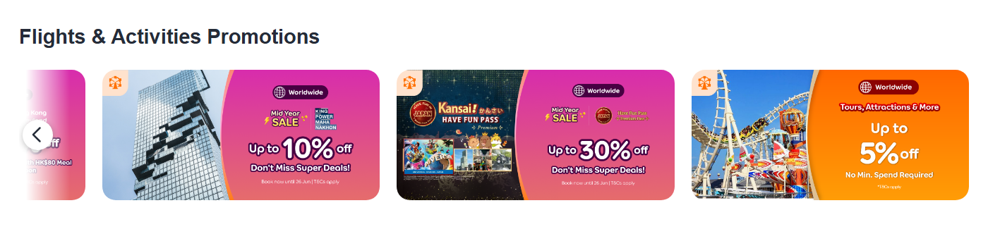 Flights & Activities Promotions
Kong
HK$80 Meal
apply
Worldwide
Mid Year
SALE
KING
POWER
MAHA
NAKHON
Up to 10% off
Don't Miss Super Deals!
Book now until 26 Jun | T&Cs apply
HAVE FUN IN
JAPAN
Kansai! かんさい
HAVE FUN PASS
Premium
Worldwide
Mid Year
SALE
JAPAN
Have Fun Pass
Premium Pass
Up to 30% off
Don't Miss Super Deals!
Book now until 26 Jun | T&Cs apply
Worldwide
Tours, Attractions & More
Up to
5% off
No Min. Spend Required
*T&Cs apply